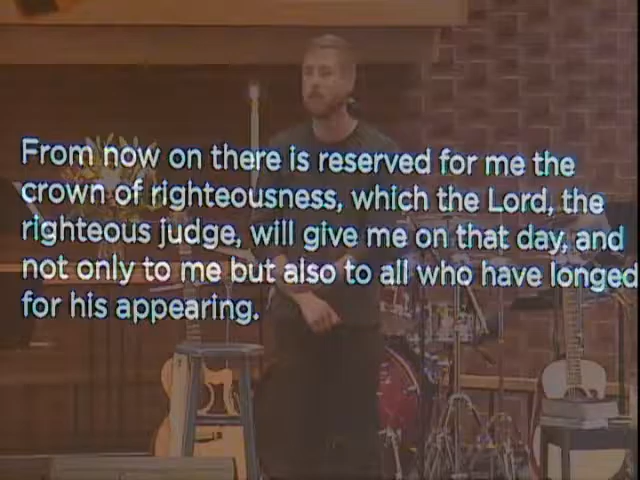 From now on there is reserved for me the
crown of righteousness, which the Lord, the
righteous judge, will give me on that day, and
not only to me but also to all who have longed
for his appearing.